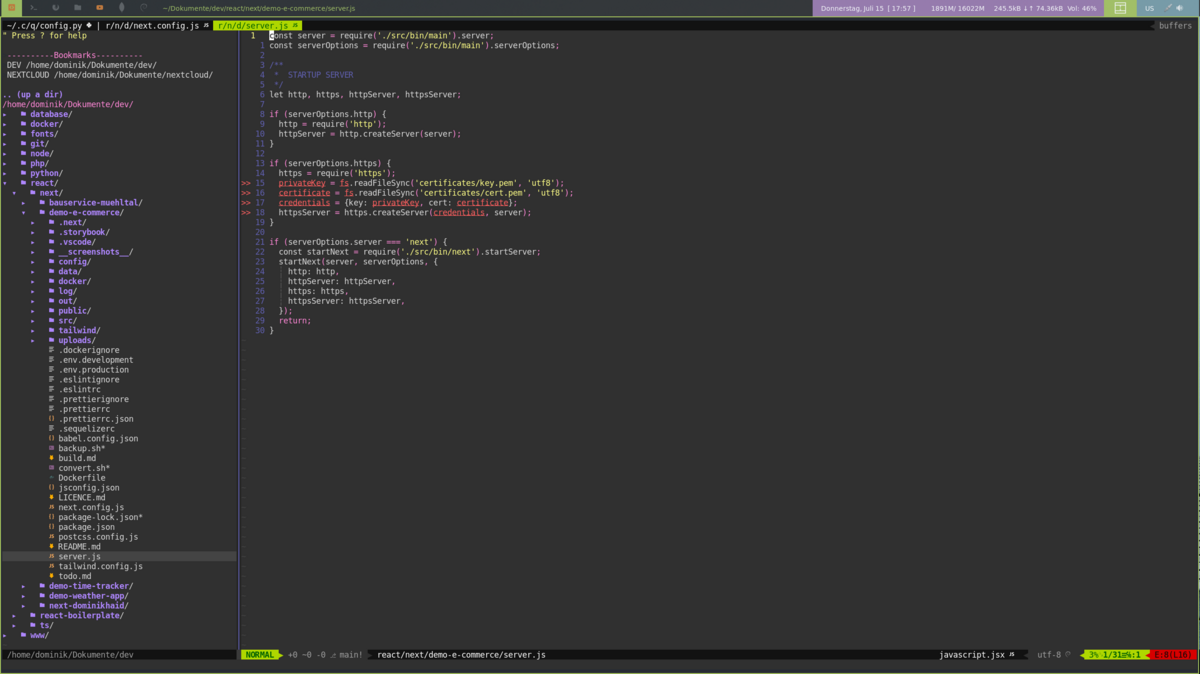 ~/Dokumente/dev/react/next/demo-e-commerce/server.js
Donnerstag, Juli 15 [ 17:57 ] 1891M/ 16022M 245.5kB ↓↑ 74.36kB Vol: 46% US
~/.c/q/config.py | r/n/d/next.config.js JS r/n/d/server.js JS buffers
" Press ? for help
----------Bookmarks----------
DEV /home/dominik/Dokumente/dev/
NEXTCLOUD /home/dominik/Dokumente/nextcloud/
.. (up a dir)
/home/dominik/Dokumente/dev/
database/
docker/
fonts/
git/
node/
php/
python/
react/
next/
bauservice-muehltal/
demo-e-commerce/
.next/
.storybook/
.vscode/
__screenshots__/
config/
data/
docker/
log/
out/
public/
src/
tailwind/
uploads/
.dockerignore
.env.development
.env.production
.eslintignore
.eslintrc
.prettierignore
.prettierrc
.prettierrc.json
.sequelizerc
babel.config.json
backup.sh*
build.md
convert.sh*
Dockerfile
jsconfig.json
LICENCE.md
next.config.js
package-lock.json*
package.json
postcss.config.js
README.md
server.js
tailwind.config.js
todo.md
demo-time-tracker/
demo-weather-app/
next-dominikhaid/
react-boilerplate/
ts/
www/
1 const server = require('./src/bin/main').server;
1 const serverOptions = require('./src/bin/main').serverOptions;
2
3 /**
4 *  STARTUP SERVER
5 */
6 let http, https, httpServer, httpsServer;
7
8 if (serverOptions.http) {
9 http = require('http');
10 httpServer = http.createServer(server);
11 }
12
13 if (serverOptions.https) {
14 https = require('https');
>> 15 privateKey = fs.readFileSync('certificates/key.pem', 'utf8');
>> 16 certificate = fs.readFileSync('certificates/cert.pem', 'utf8');
>> 17 credentials = {key: privateKey, cert: certificate};
>> 18 httpsServer = https.createServer(credentials, server);
19 }
20
21 if (serverOptions.server === 'next') {
22 const startNext = require('./src/bin/next').startServer;
23 startNext(server, serverOptions, {
24 http: http,
25 httpServer: httpServer,
26 https: https,
27 httpsServer: httpsServer,
28 });
29 return;
30 }
/home/dominik/Dokumente/dev
NORMAL +0 ~0 -0 main! react/next/demo-e-commerce/server.js javascript.jsx JS utf-8 3% 1/31≡℅:1 E:8(L16)